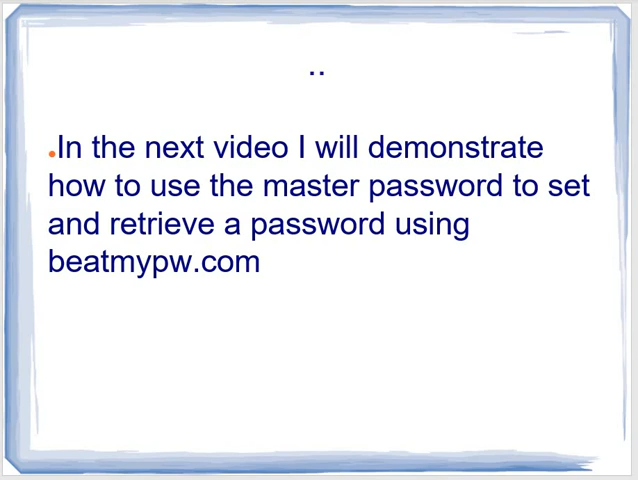 ..
●In the next video I will demonstrate
how to use the master password to set
and retrieve a password using
beatmypw.com